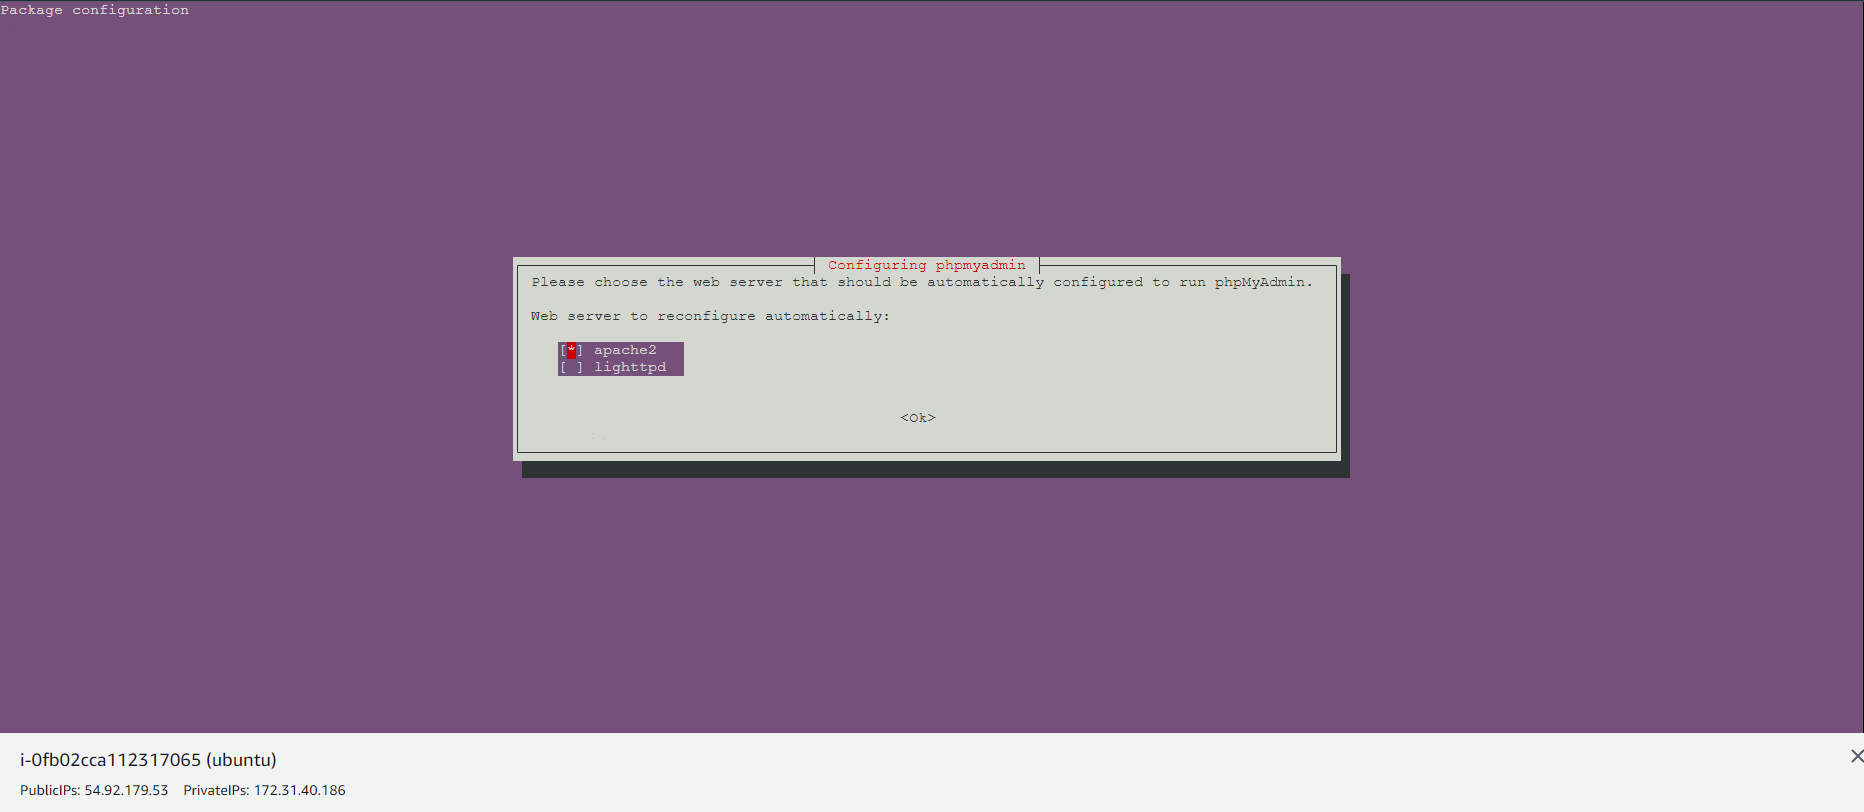 Package configuration
Configuring phpmyadmin
Please choose the web server that should be automatically configured to run phpMyAdmin.
Web server to reconfigure automatically:
[*] apache2
[ ] lighttpd
<Ok>
i-0fb02cca112317065 (ubuntu)
PublicIPs: 54.92.179.53 PrivateIPs: 172.31.40.186